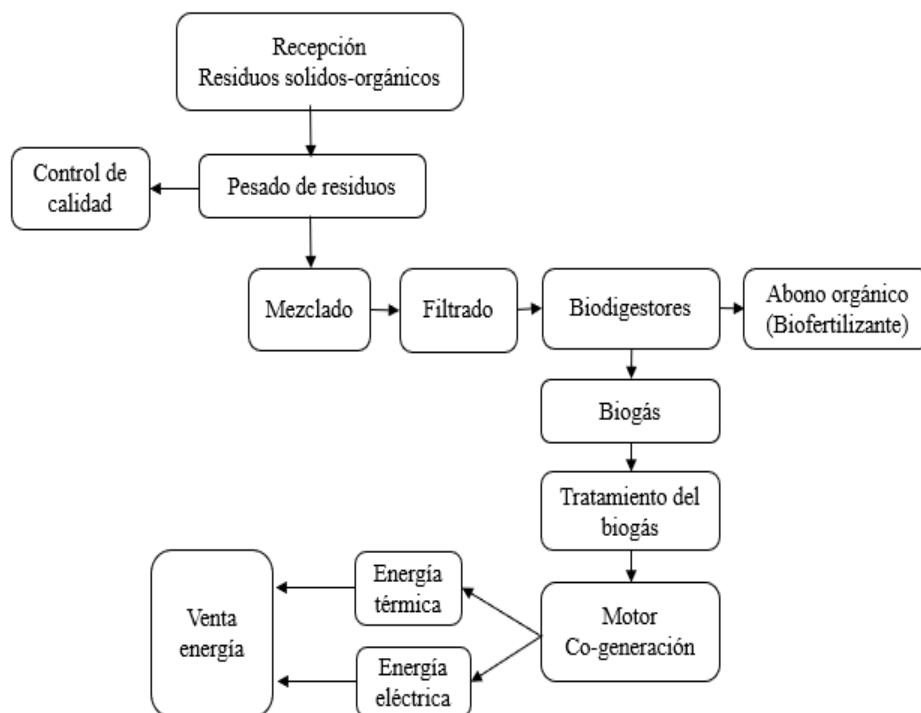 Recepción
Residuos solidos-orgánicos
Control de
calidad
Pesado de residuos
Mezclado
Filtrado
Biodigestores
Abono orgánico
(Biofertilizante)
Biogás
Tratamiento del
biogás
Motor
Co-generación
Energía
térmica
Energía
eléctrica
Venta
energía